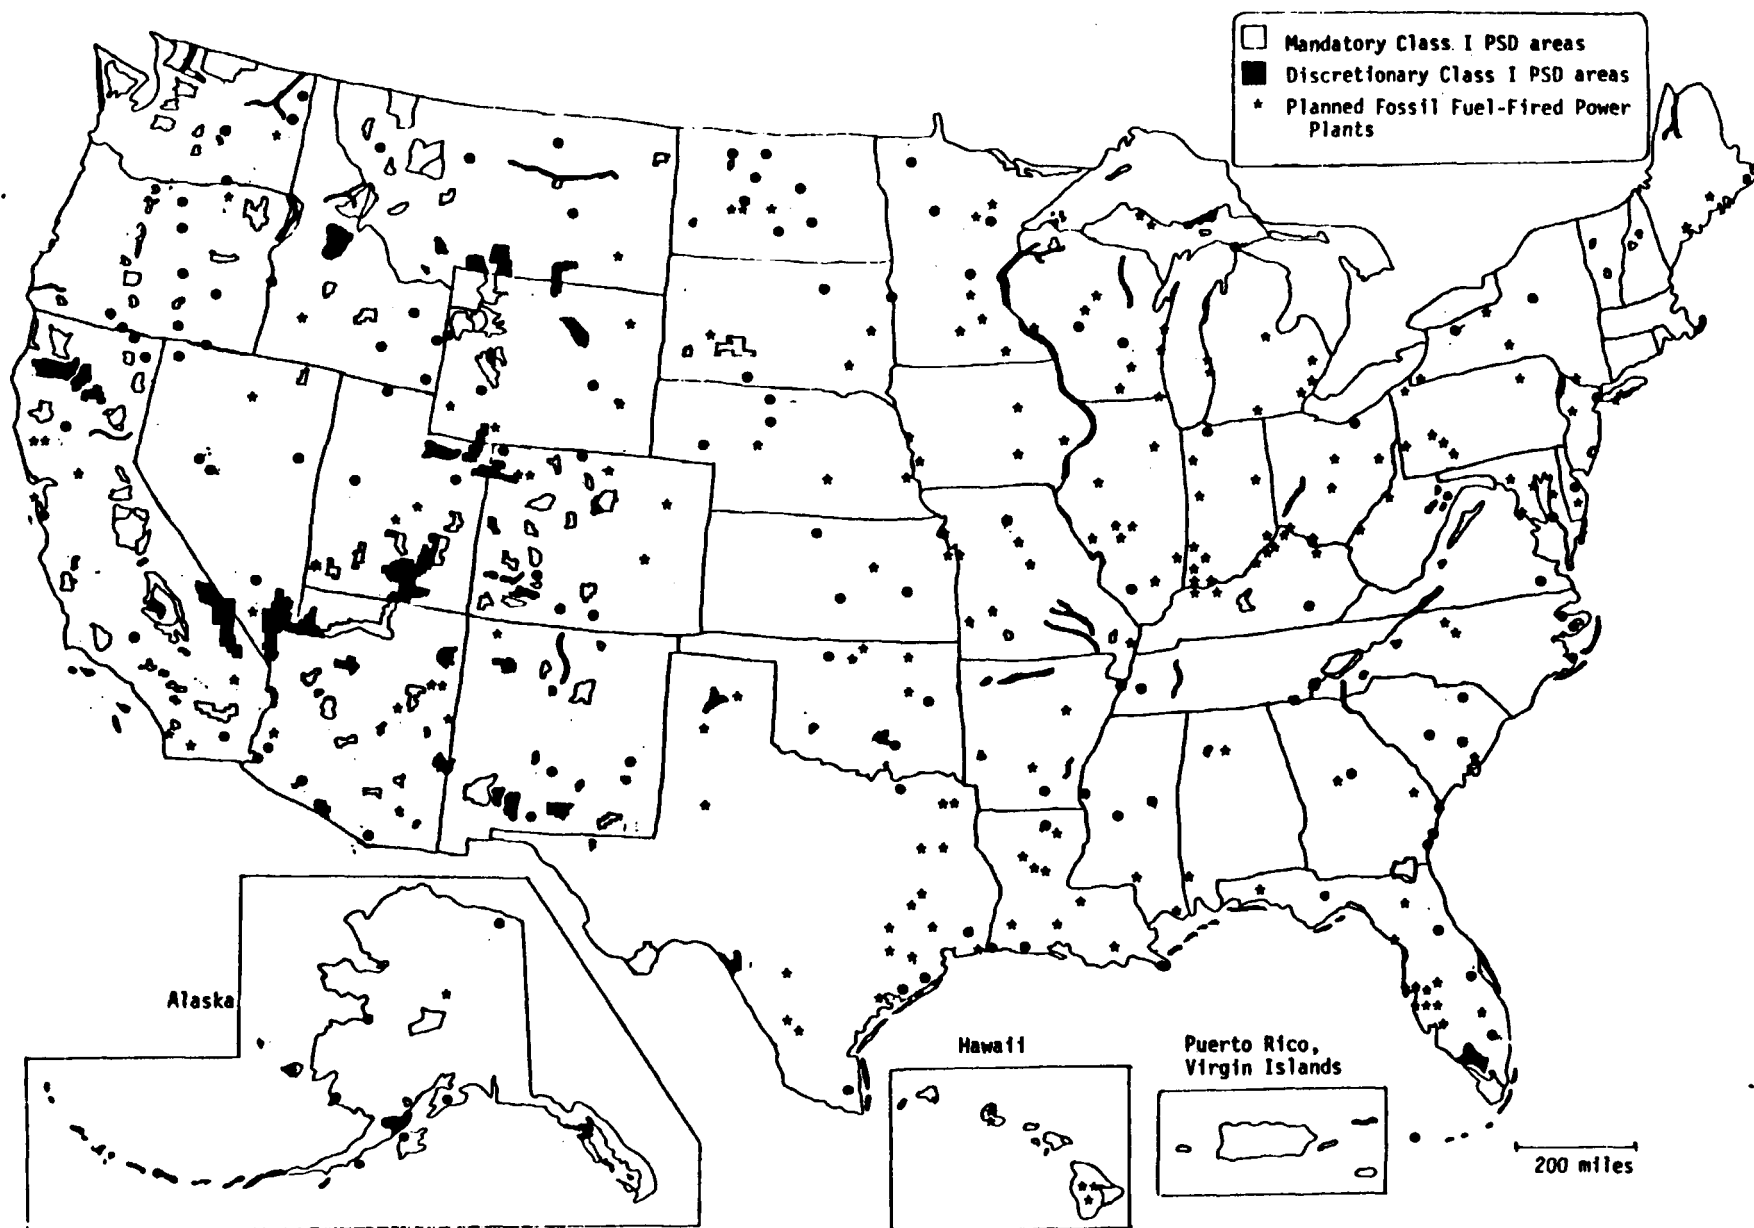 Mandatory Class I PSD areas
Discretionary Class I PSD areas
* Planned Fossil Fuel-Fired Power
Plants
Alaska
Hawaii
Puerto Rico,
Virgin Islands
200 miles